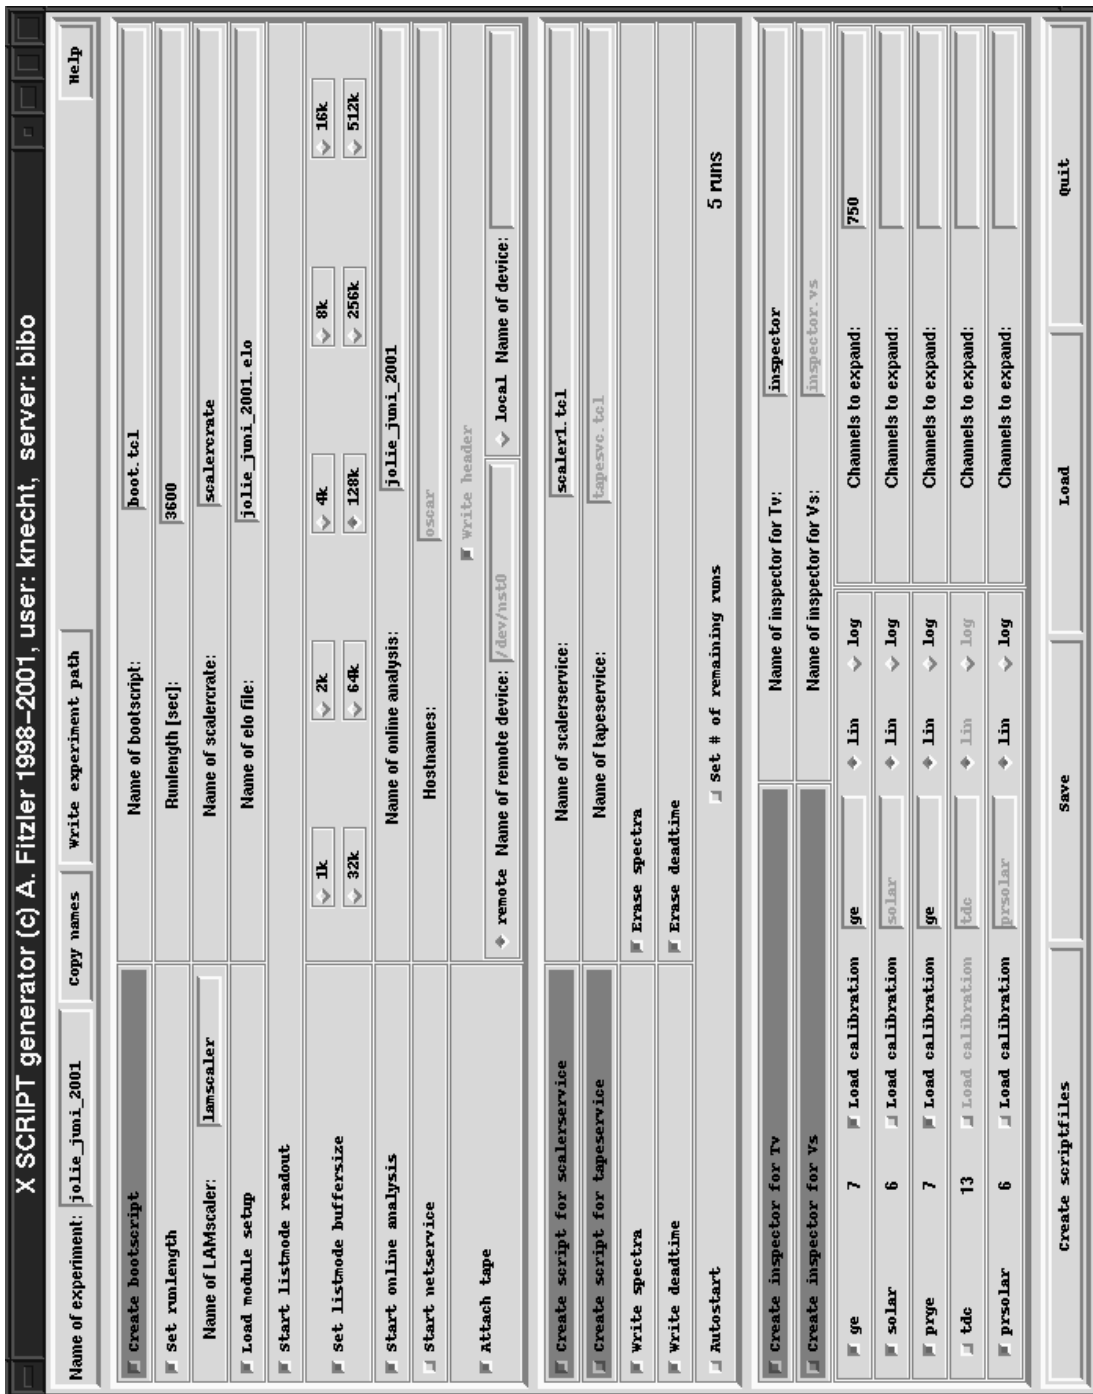 X SCRIPT generator (c) A. Fitzler 1998–2001, user: knecht, server: bibo
Name of experiment: jolie_juni_2001 Copy names Write experiment path Help
Create bootscript Name of bootscript: boot.tcl
Set runlength Runlength [sec]: 3600
Name of LAMscaler: lamscaler Name of scalercrate: scalercrate
Load module setup Name of elo file: jolie_juni_2001.elo
Start listmode readout
Set listmode buffersize 1k 2k 4k 8k 16k
32k 64k 128k 256k 512k
Start online analysis Name of online analysis: jolie_juni_2001
Start netservice Hostnames: oscar
Attach tape Write header
remote Name of remote device: /dev/nst0 local Name of device:
Create script for scalerservice Name of scalerservice: scaler1.tcl
Create script for tapeservice Name of tapeservice: tapesvc.tcl
Write spectra Erase spectra
Write deadtime Erase deadtime
Autostart Set # of remaining runs 5 runs
Create inspector for Tv Name of inspector for Tv: inspector
Create inspector for Vs Name of inspector for Vs: inspector.vs
ge 7 Load calibration ge lin log Channels to expand: 750
solar 6 Load calibration solar lin log Channels to expand:
prge 7 Load calibration ge lin log Channels to expand:
tdc 13 Load calibration tdc lin log Channels to expand:
prsolar 6 Load calibration prsolar lin log Channels to expand:
Create scriptfiles Save Load Quit